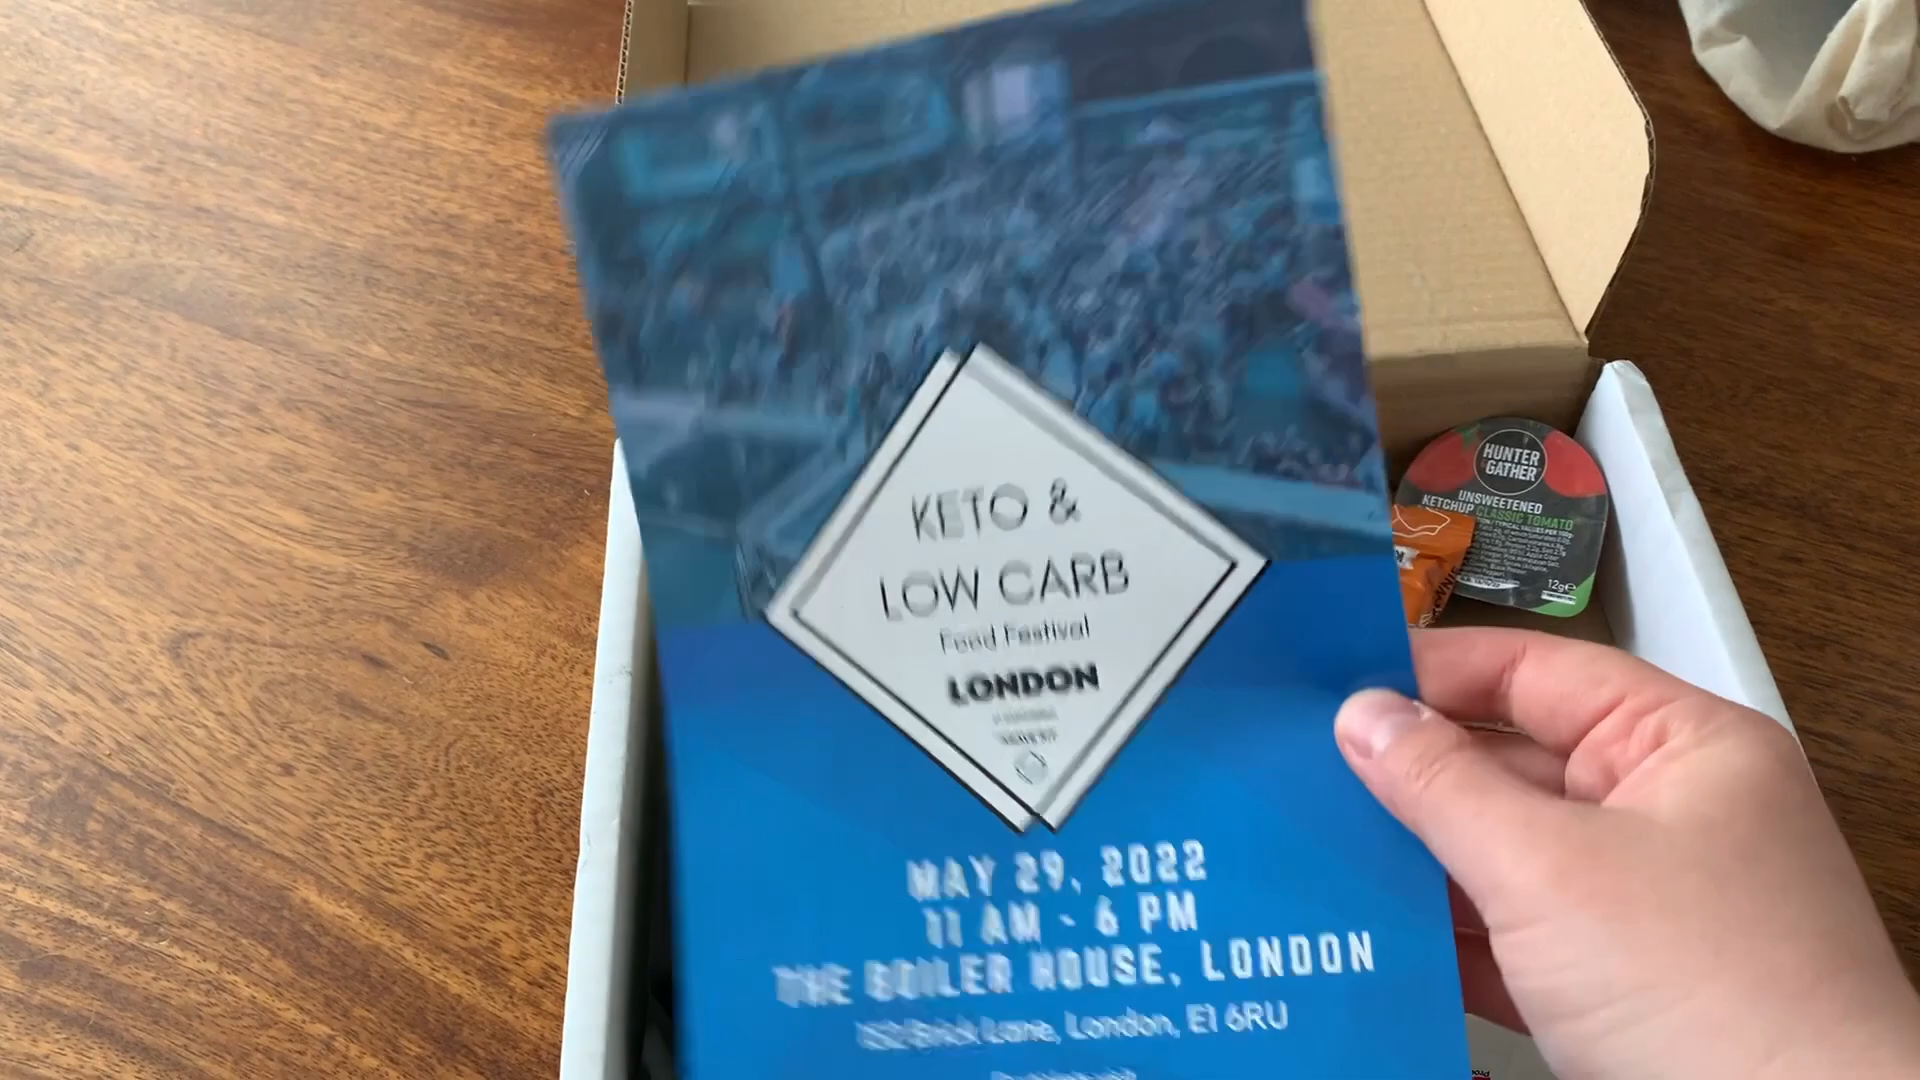 KETO &
LOW CARB
Food Festival
LONDON
MAY 29, 2022
11 AM - 6 PM
THE BOILER HOUSE, LONDON
152 Brick Lane, London, E1 6RU
HUNTER
GATHER
UNSWEETENED
KETCHUP CLASSIC TOMATO
12g e